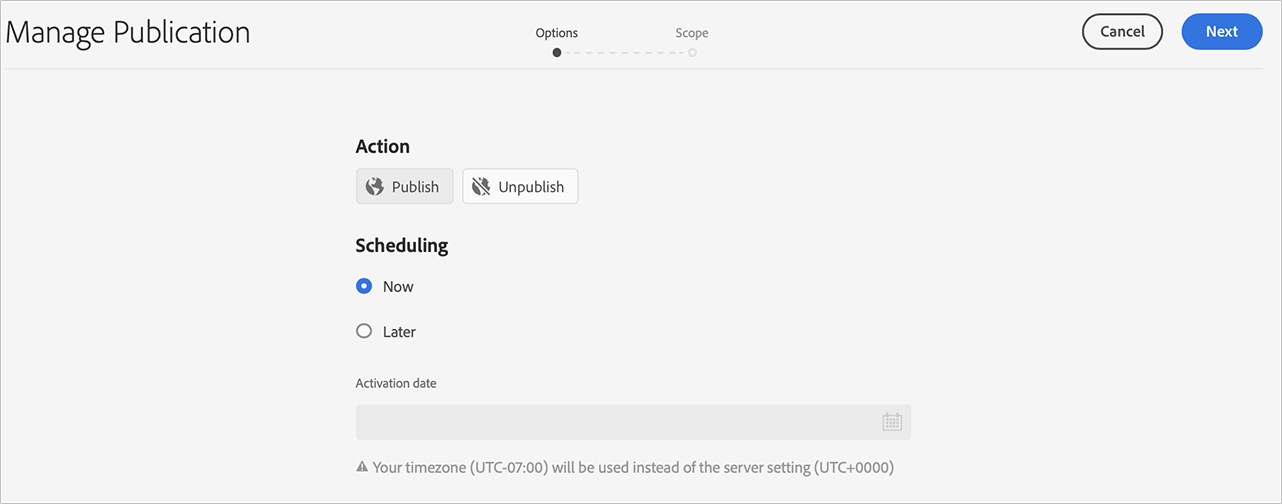 Manage Publication
Options
Scope
Cancel
Next
Action
Publish
Unpublish
Scheduling
Now
Later
Activation date
Your timezone (UTC-07:00) will be used instead of the server setting (UTC+0000)